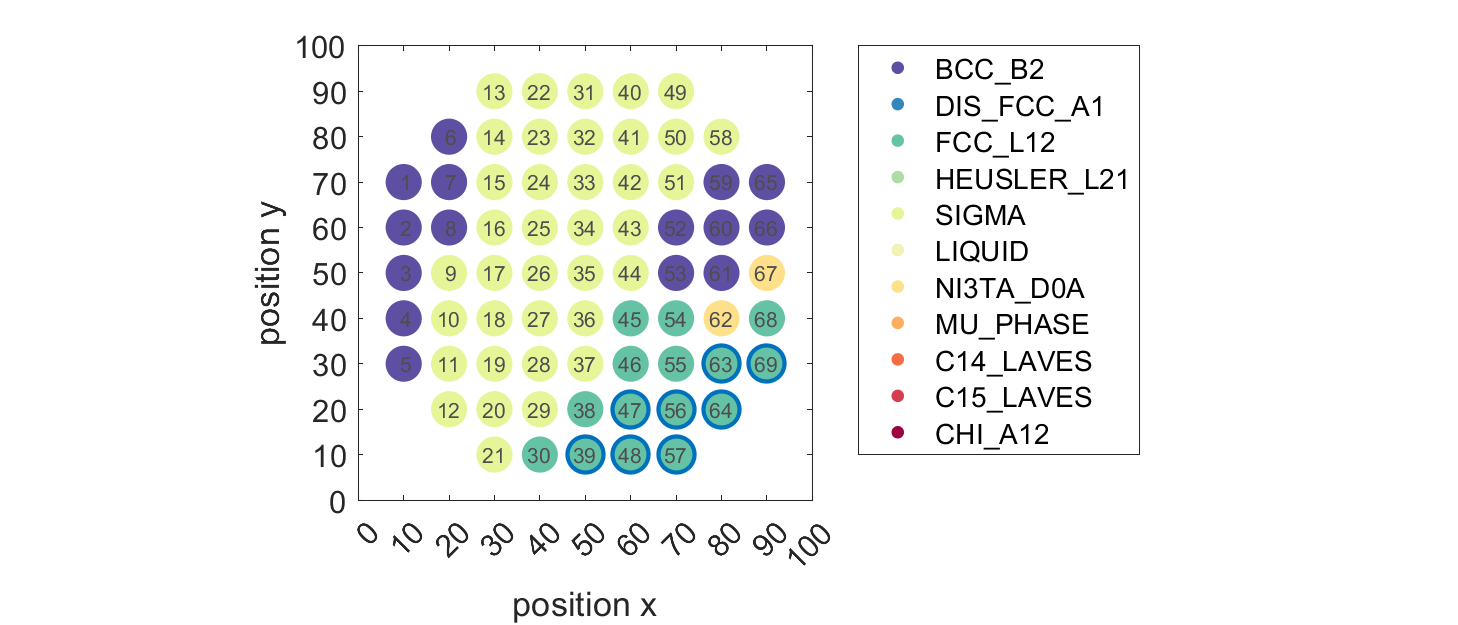 100
90
80
70
60
50
40
30
20
10
0
position y
13 22 31 40 49
6 14 23 32 41 50 58
1 7 15 24 33 42 51 59 65
2 8 16 25 34 43 52 60 66
3 9 17 26 35 44 53 61 67
4 10 18 27 36 45 54 62 68
5 11 19 28 37 46 55 63 69
12 20 29 38 47 56 64
21 30 39 48 57
0 10 20 30 40 50 60 70 80 90 100
position x
BCC_B2
DIS_FCC_A1
FCC_L12
HEUSLER_L21
SIGMA
LIQUID
NI3TA_D0A
MU_PHASE
C14_LAVES
C15_LAVES
CHI_A12